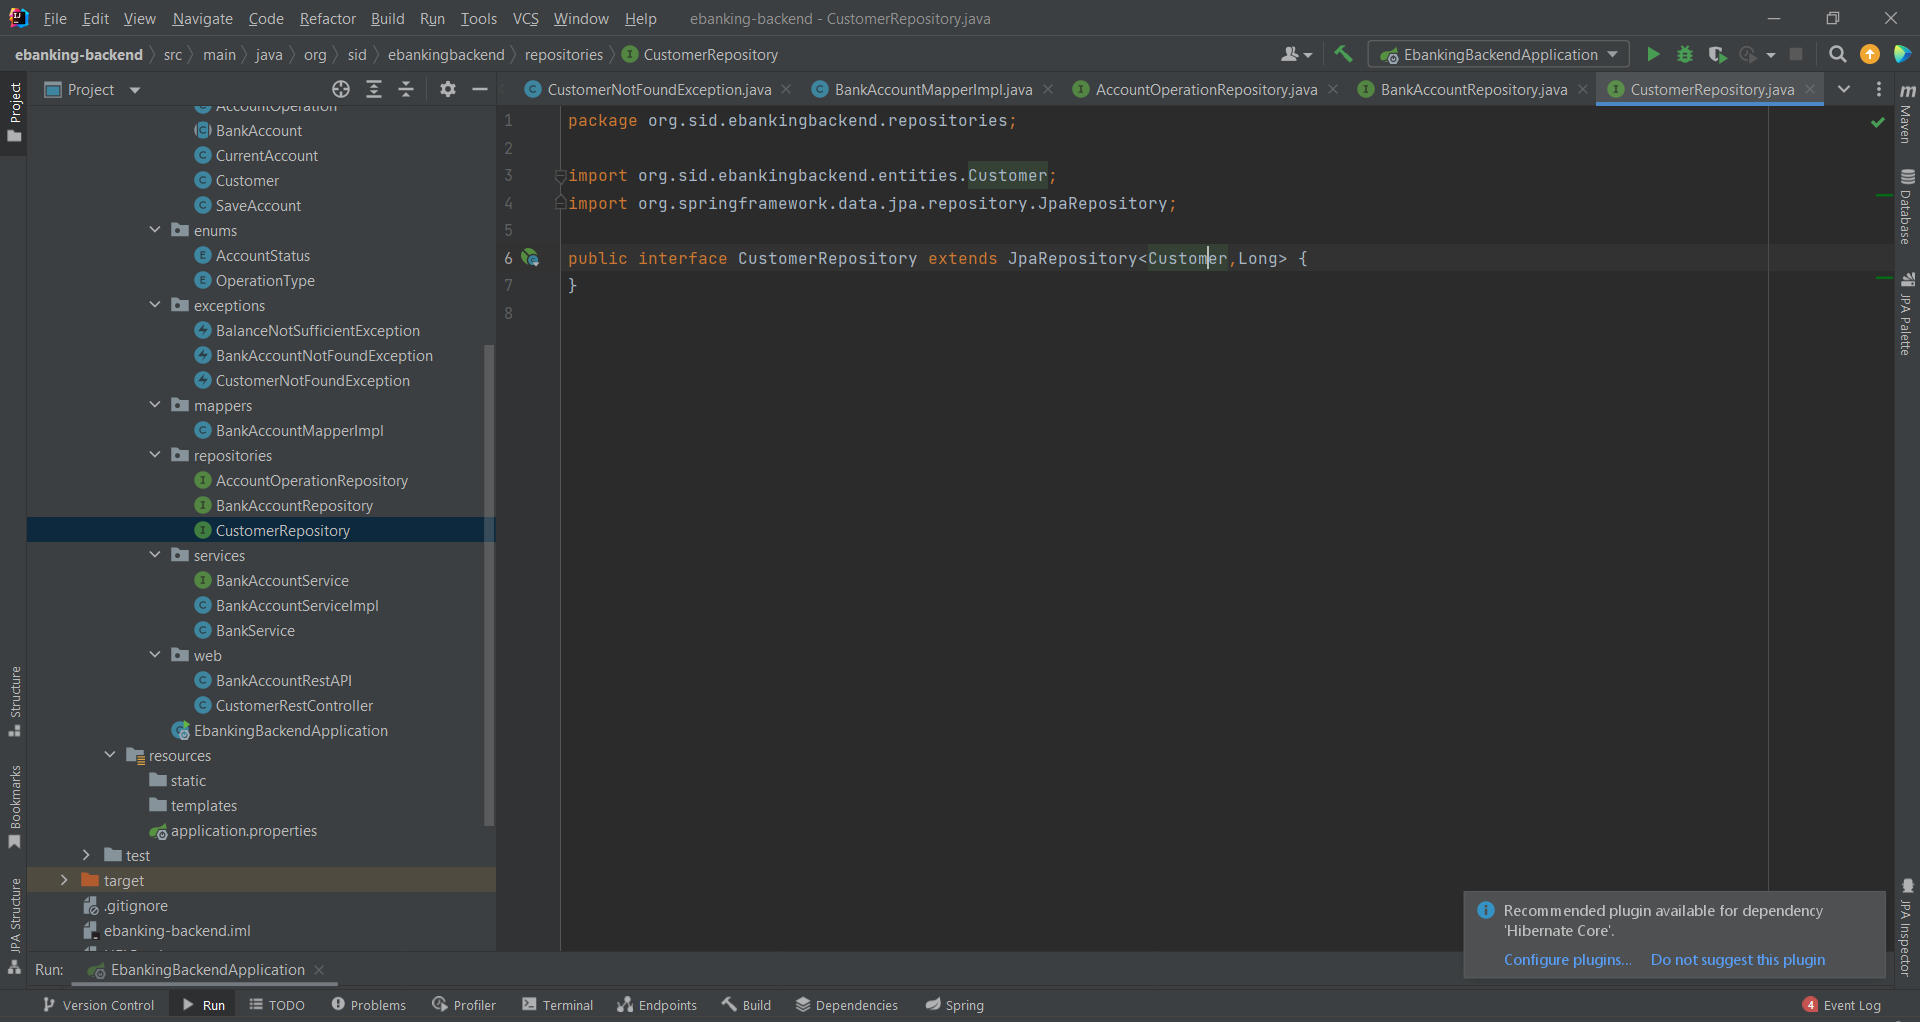 File Edit View Navigate Code Refactor Build Run Tools VCS Window Help ebanking-backend - CustomerRepository.java
ebanking-backend src main java org sid ebankingbackend repositories CustomerRepository EbankingBackendApplication
Project
CustomerNotFoundException.java BankAccountMapperImpl.java AccountOperationRepository.java BankAccountRepository.java CustomerRepository.java
AccountOperation
BankAccount
CurrentAccount
Customer
SaveAccount
enums
AccountStatus
OperationType
exceptions
BalanceNotSufficientException
BankAccountNotFoundException
CustomerNotFoundException
mappers
BankAccountMapperImpl
repositories
AccountOperationRepository
BankAccountRepository
CustomerRepository
services
BankAccountService
BankAccountServiceImpl
BankService
web
BankAccountRestAPI
CustomerRestController
EbankingBackendApplication
resources
static
templates
application.properties
test
target
.gitignore
ebanking-backend.iml
1 package org.sid.ebankingbackend.repositories;
2
3 import org.sid.ebankingbackend.entities.Customer;
4 import org.springframework.data.jpa.repository.JpaRepository;
5
6 public interface CustomerRepository extends JpaRepository<Customer,Long> {
7 }
8
Project
Structure
Bookmarks
JPA Structure
Maven
Database
JPA Palette
JPA Inspector
Recommended plugin available for dependency
'Hibernate Core'.
Configure plugins... Do not suggest this plugin
Run: EbankingBackendApplication
Version Control Run TODO Problems Profiler Terminal Endpoints Build Dependencies Spring 4 Event Log